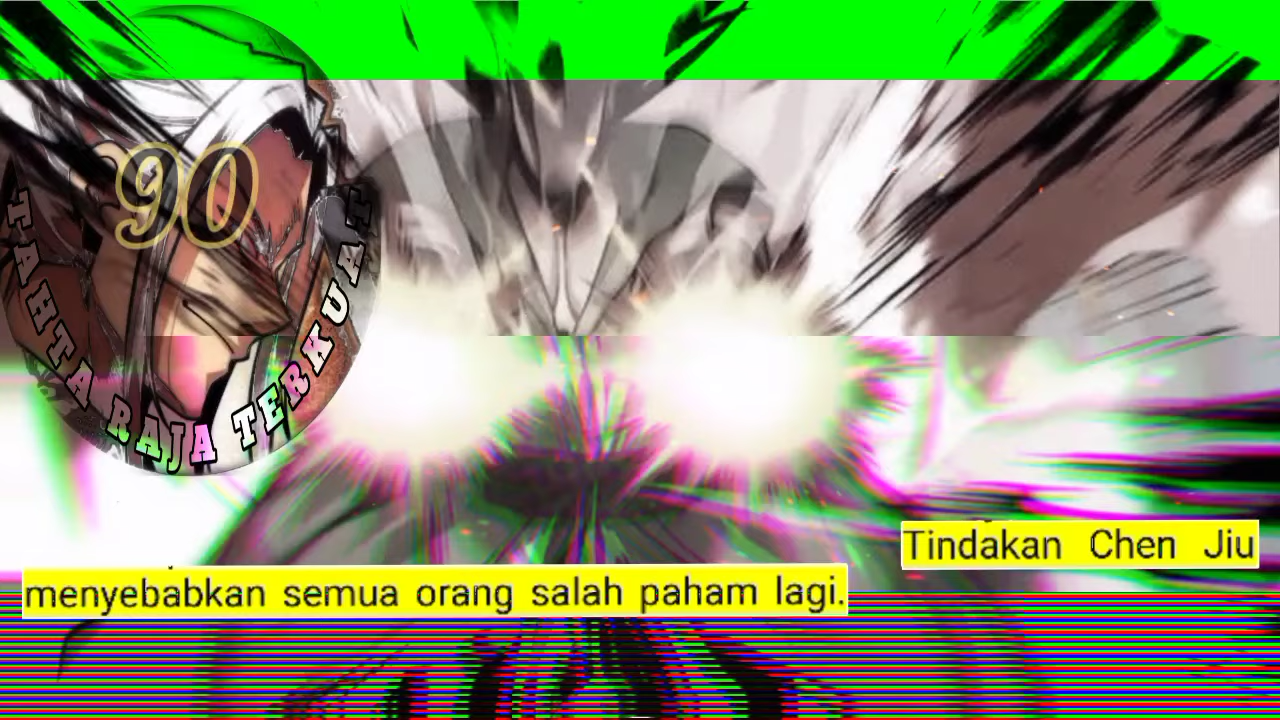 90
TAHTA RAJA TERKUAT
Tindakan Chen Jiu
menyebabkan semua orang salah paham lagi.